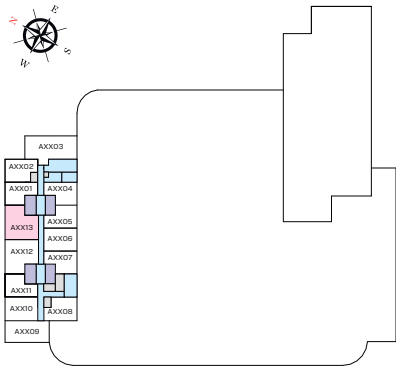 N
E
S
W
AXX03
AXX02
AXX01 AXX04
AXX05
AXX13
AXX06
AXX12
AXX07
AXX11
AXX10 AXX08
AXX09